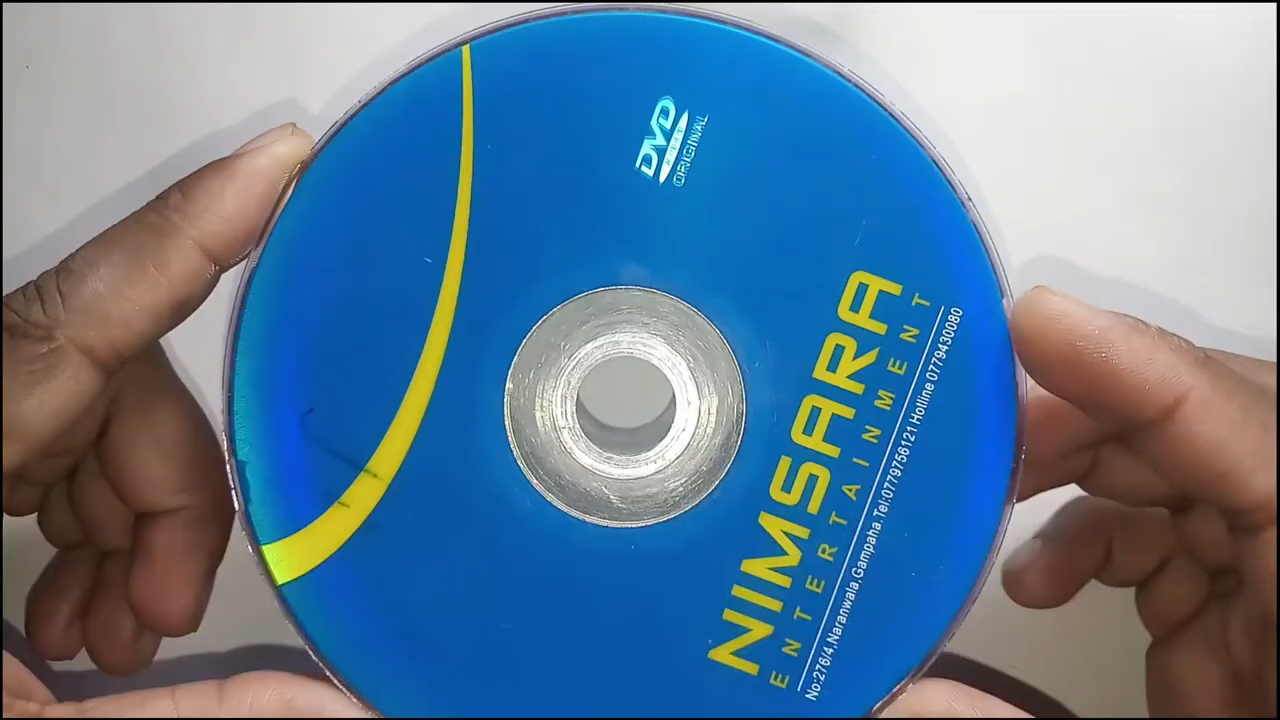 DVD
ORIGINAL
NIMSARA
ENTERTAINMENT
No:276/4,Naranwala,Gampaha.Tel:0779756121 Hotline 0779430080